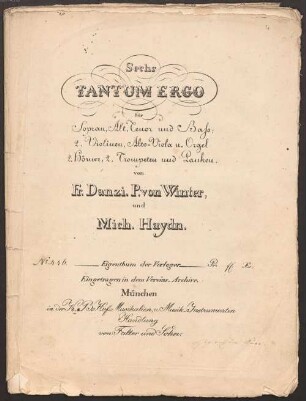 Sechs
TANTUM ERGO
für
Sopran, Alt, Tenor und Bass,
2. Violinen, Alto-Viola u. Orgel
2. Hörner, 2. Trompeten und Pauken,
von
Fr. Danzi, P. von Winter,
und
Mich. Haydn.
Eigenthum der Verleger.
Eingetragen in dem Vereins Archive.
München
in der Hof Musikalien u. Musik Instrumenten
Handlung
von Falter und Sohn.